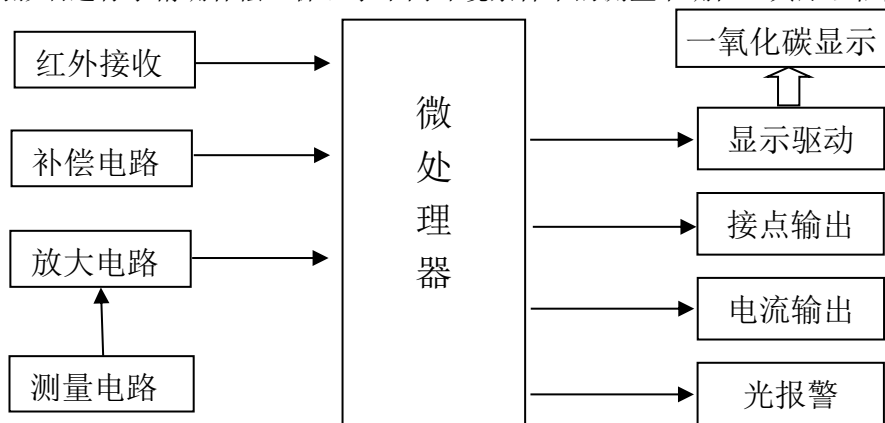 一氧化碳显示
红外接收
微处理器
显示驱动
补偿电路
接点输出
放大电路
电流输出
测量电路
光报警